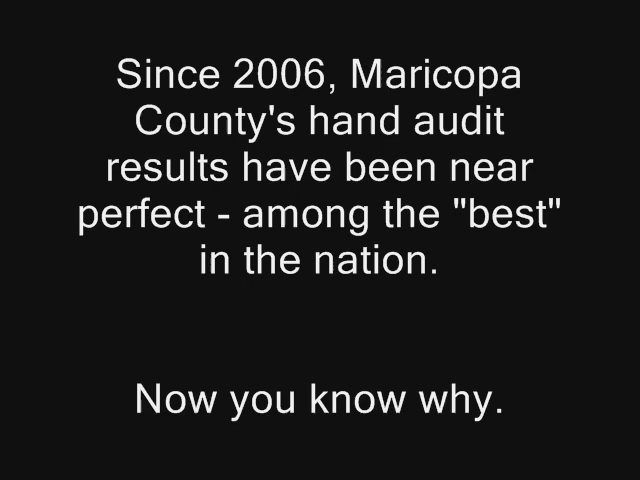 Since 2006, Maricopa
County's hand audit
results have been near
perfect - among the "best"
in the nation.
Now you know why.